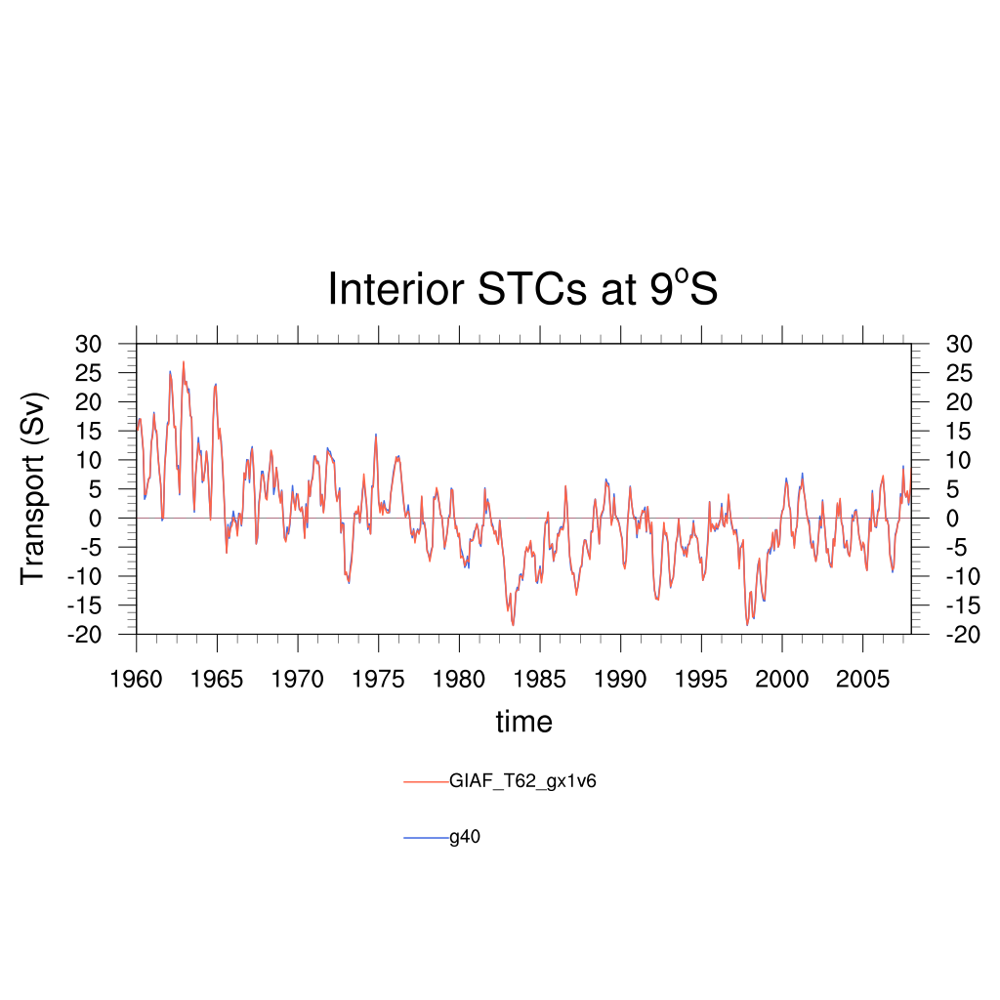 Interior STCs at 9°S
Transport (Sv)
30 30
25 25
20 20
15 15
10 10
5 5
0 0
-5 -5
-10 -10
-15 -15
-20 -20
1960 1965 1970 1975 1980 1985 1990 1995 2000 2005
time
GIAF_T62_gx1v6
g40